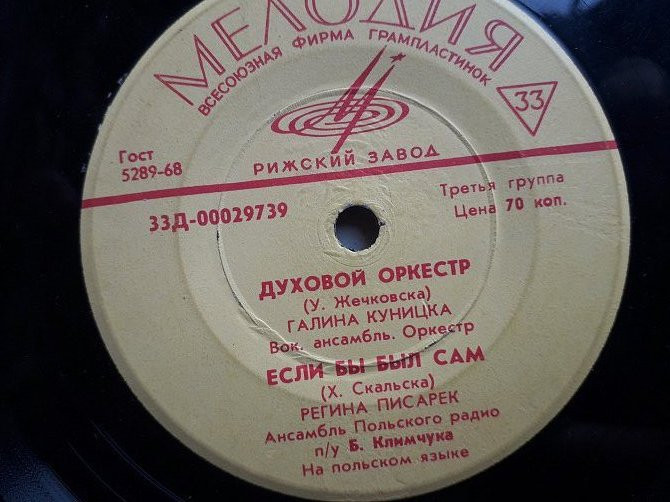 МЕЛОДИЯ
ВСЕСОЮЗНАЯ ФИРМА ГРАМПЛАСТИНОК
33
Гост
5289-68
РИЖСКИЙ ЗАВОД
33Д-00029739
Третья группа
Цена 70 коп.
ДУХОВОЙ ОРКЕСТР
(У. Жечковска)
ГАЛИНА КУНИЦКА
Вок. ансамбль. Оркестр
ЕСЛИ БЫ БЫЛ САМ
(Х. Скальска)
РЕГИНА ПИСАРЕК
Ансамбль Польского радио
п/у Б. Климчука
На польском языке